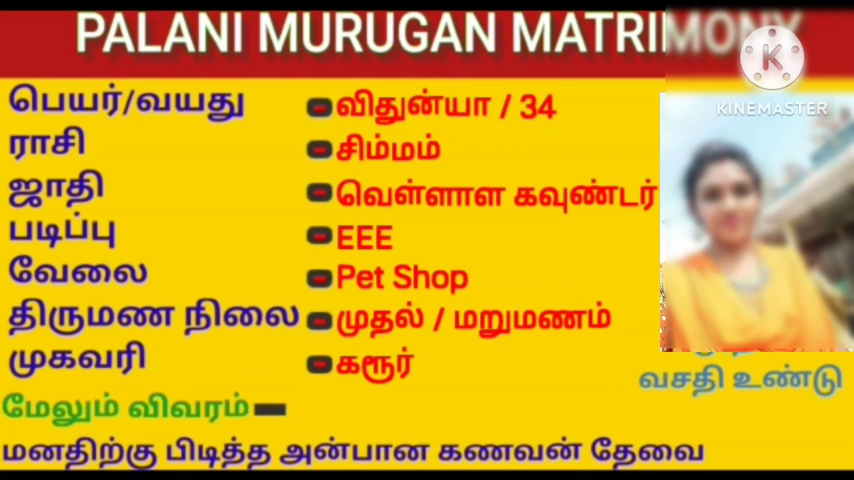 PALANI MURUGAN MATRIMONY
KINEMASTER
பெயர்/வயது - விதுன்யா / 34
ராசி - சிம்மம்
ஜாதி - வெள்ளாள கவுண்டர்
படிப்பு - EEE
வேலை - Pet Shop
திருமண நிலை - முதல் / மறுமணம்
முகவரி - கரூர்
வசதி உண்டு
மேலும் விவரம் -
மனதிற்கு பிடித்த அன்பான கணவன் தேவை